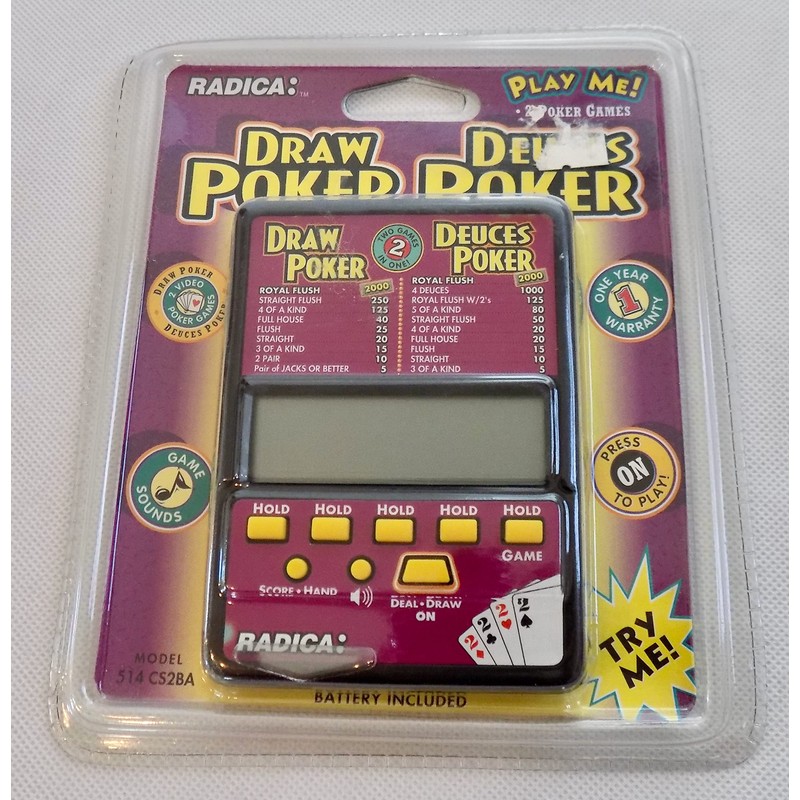 RADICA:™
PLAY ME!
• 2 POKER GAMES
DRAW POKER
DEUCES POKER
DRAW POKER
TWO GAMES 2 IN ONE!
DEUCES POKER
ROYAL FLUSH 2000
STRAIGHT FLUSH 250
4 OF A KIND 125
FULL HOUSE 40
FLUSH 25
STRAIGHT 20
3 OF A KIND 15
2 PAIR 10
Pair of JACKS OR BETTER 5
ROYAL FLUSH 2000
4 DEUCES 1000
ROYAL FLUSH W/2's 125
5 OF A KIND 80
STRAIGHT FLUSH 50
4 OF A KIND 20
FULL HOUSE 20
FLUSH 15
STRAIGHT 10
3 OF A KIND 5
DRAW POKER
2 VIDEO POKER GAMES
DEUCES POKER
ONE YEAR
1
WARRANTY
GAME SOUNDS
PRESS
ON
TO PLAY!
HOLD HOLD HOLD HOLD HOLD
GAME
SCORE • HAND
DEAL • DRAW
ON
2 2 2 2
RADICA:
TRY ME!
MODEL
514 CS2BA
BATTERY INCLUDED